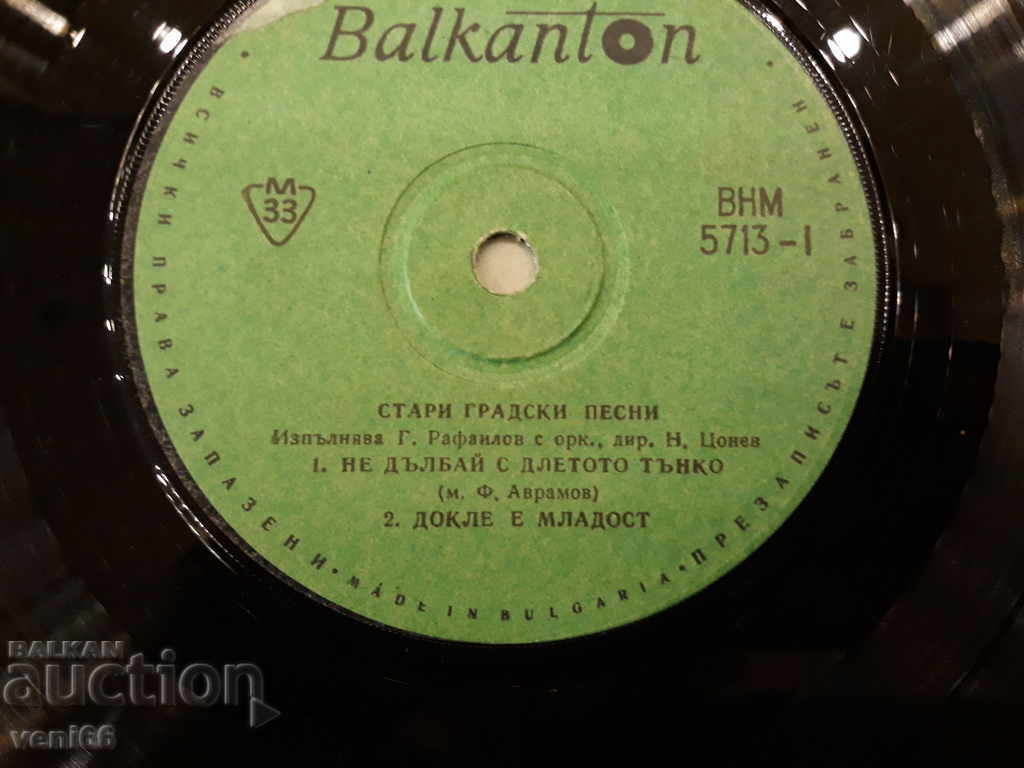 Balkanton
ВСИЧКИ ПРАВА ЗАПАЗЕНИ • MADE IN BULGARIA • ПРЕЗАПИСЪТ Е ЗАБРАНЕН
М
33
ВНМ
5713-I
СТАРИ ГРАДСКИ ПЕСНИ
Изпълнява Г. Рафаилов с орк., дир. Н. Цонев
1. НЕ ДЪЛБАЙ С ДЛЕТОТО ТЪНКО
(м. Ф. Аврамов)
2. ДОКЛЕ Е МЛАДОСТ
BALKAN
auction
veni66